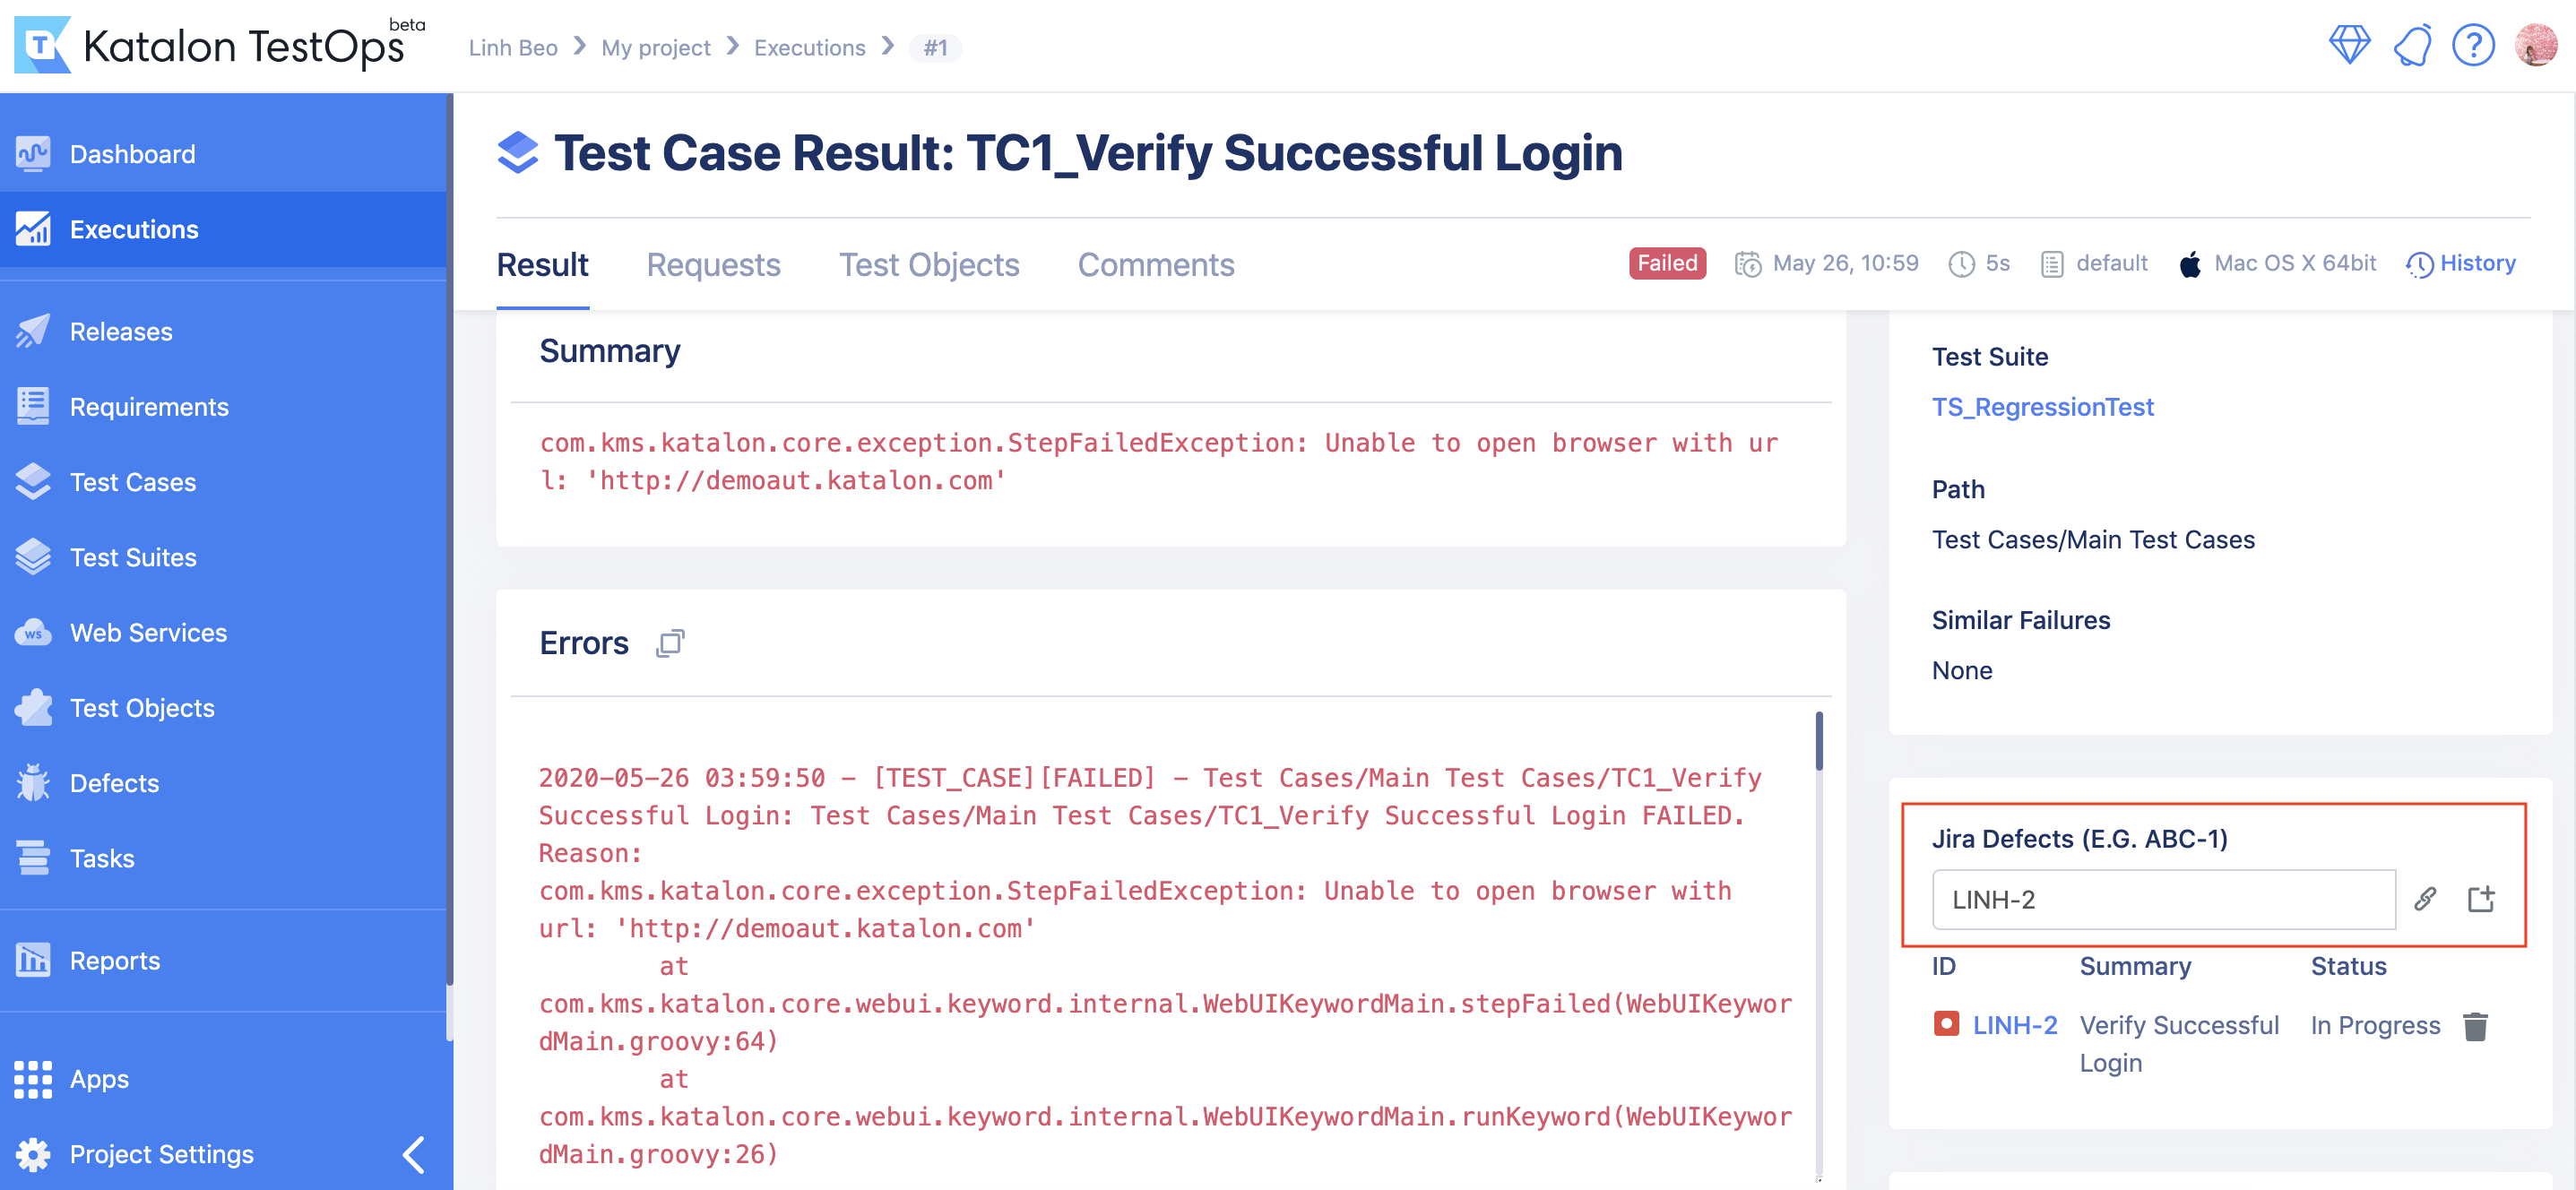 Katalon TestOps beta
Linh Beo > My project > Executions > #1
Dashboard
Executions
Releases
Requirements
Test Cases
Test Suites
WS Web Services
Test Objects
Defects
Tasks
Reports
Apps
Project Settings
Test Case Result: TC1_Verify Successful Login
Result Requests Test Objects Comments
Failed May 26, 10:59 5s default Mac OS X 64bit History
Summary
com.kms.katalon.core.exception.StepFailedException: Unable to open browser with ur
l: 'http://demoaut.katalon.com'
Errors
2020-05-26 03:59:50 - [TEST_CASE][FAILED] - Test Cases/Main Test Cases/TC1_Verify
Successful Login: Test Cases/Main Test Cases/TC1_Verify Successful Login FAILED.
Reason:
com.kms.katalon.core.exception.StepFailedException: Unable to open browser with
url: 'http://demoaut.katalon.com'
at
com.kms.katalon.core.webui.keyword.internal.WebUIKeywordMain.stepFailed(WebUIKeywor
dMain.groovy:64)
at
com.kms.katalon.core.webui.keyword.internal.WebUIKeywordMain.runKeyword(WebUIKeywor
dMain.groovy:26)
Test Suite
TS_RegressionTest
Path
Test Cases/Main Test Cases
Similar Failures
None
Jira Defects (E.G. ABC-1)
LINH-2
ID Summary Status
LINH-2 Verify Successful In Progress
Login